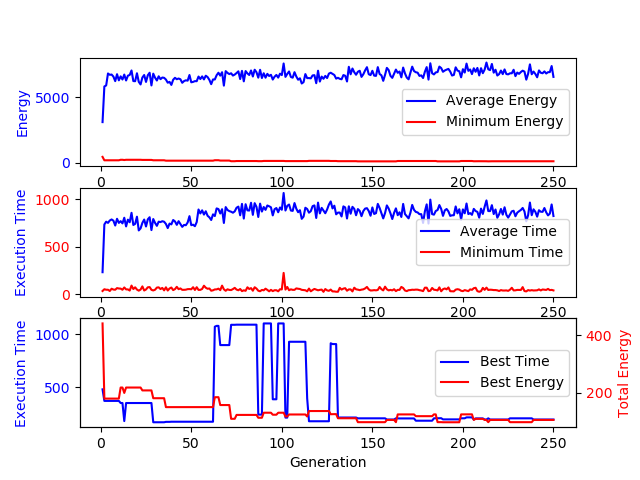 Energy
5000
0
Average Energy
Minimum Energy
0 50 100 150 200 250
Execution Time
1000
500
0
Average Time
Minimum Time
0 50 100 150 200 250
Execution Time
1000
500
Best Time
Best Energy
400
200
Total Energy
0 50 100 150 200 250
Generation